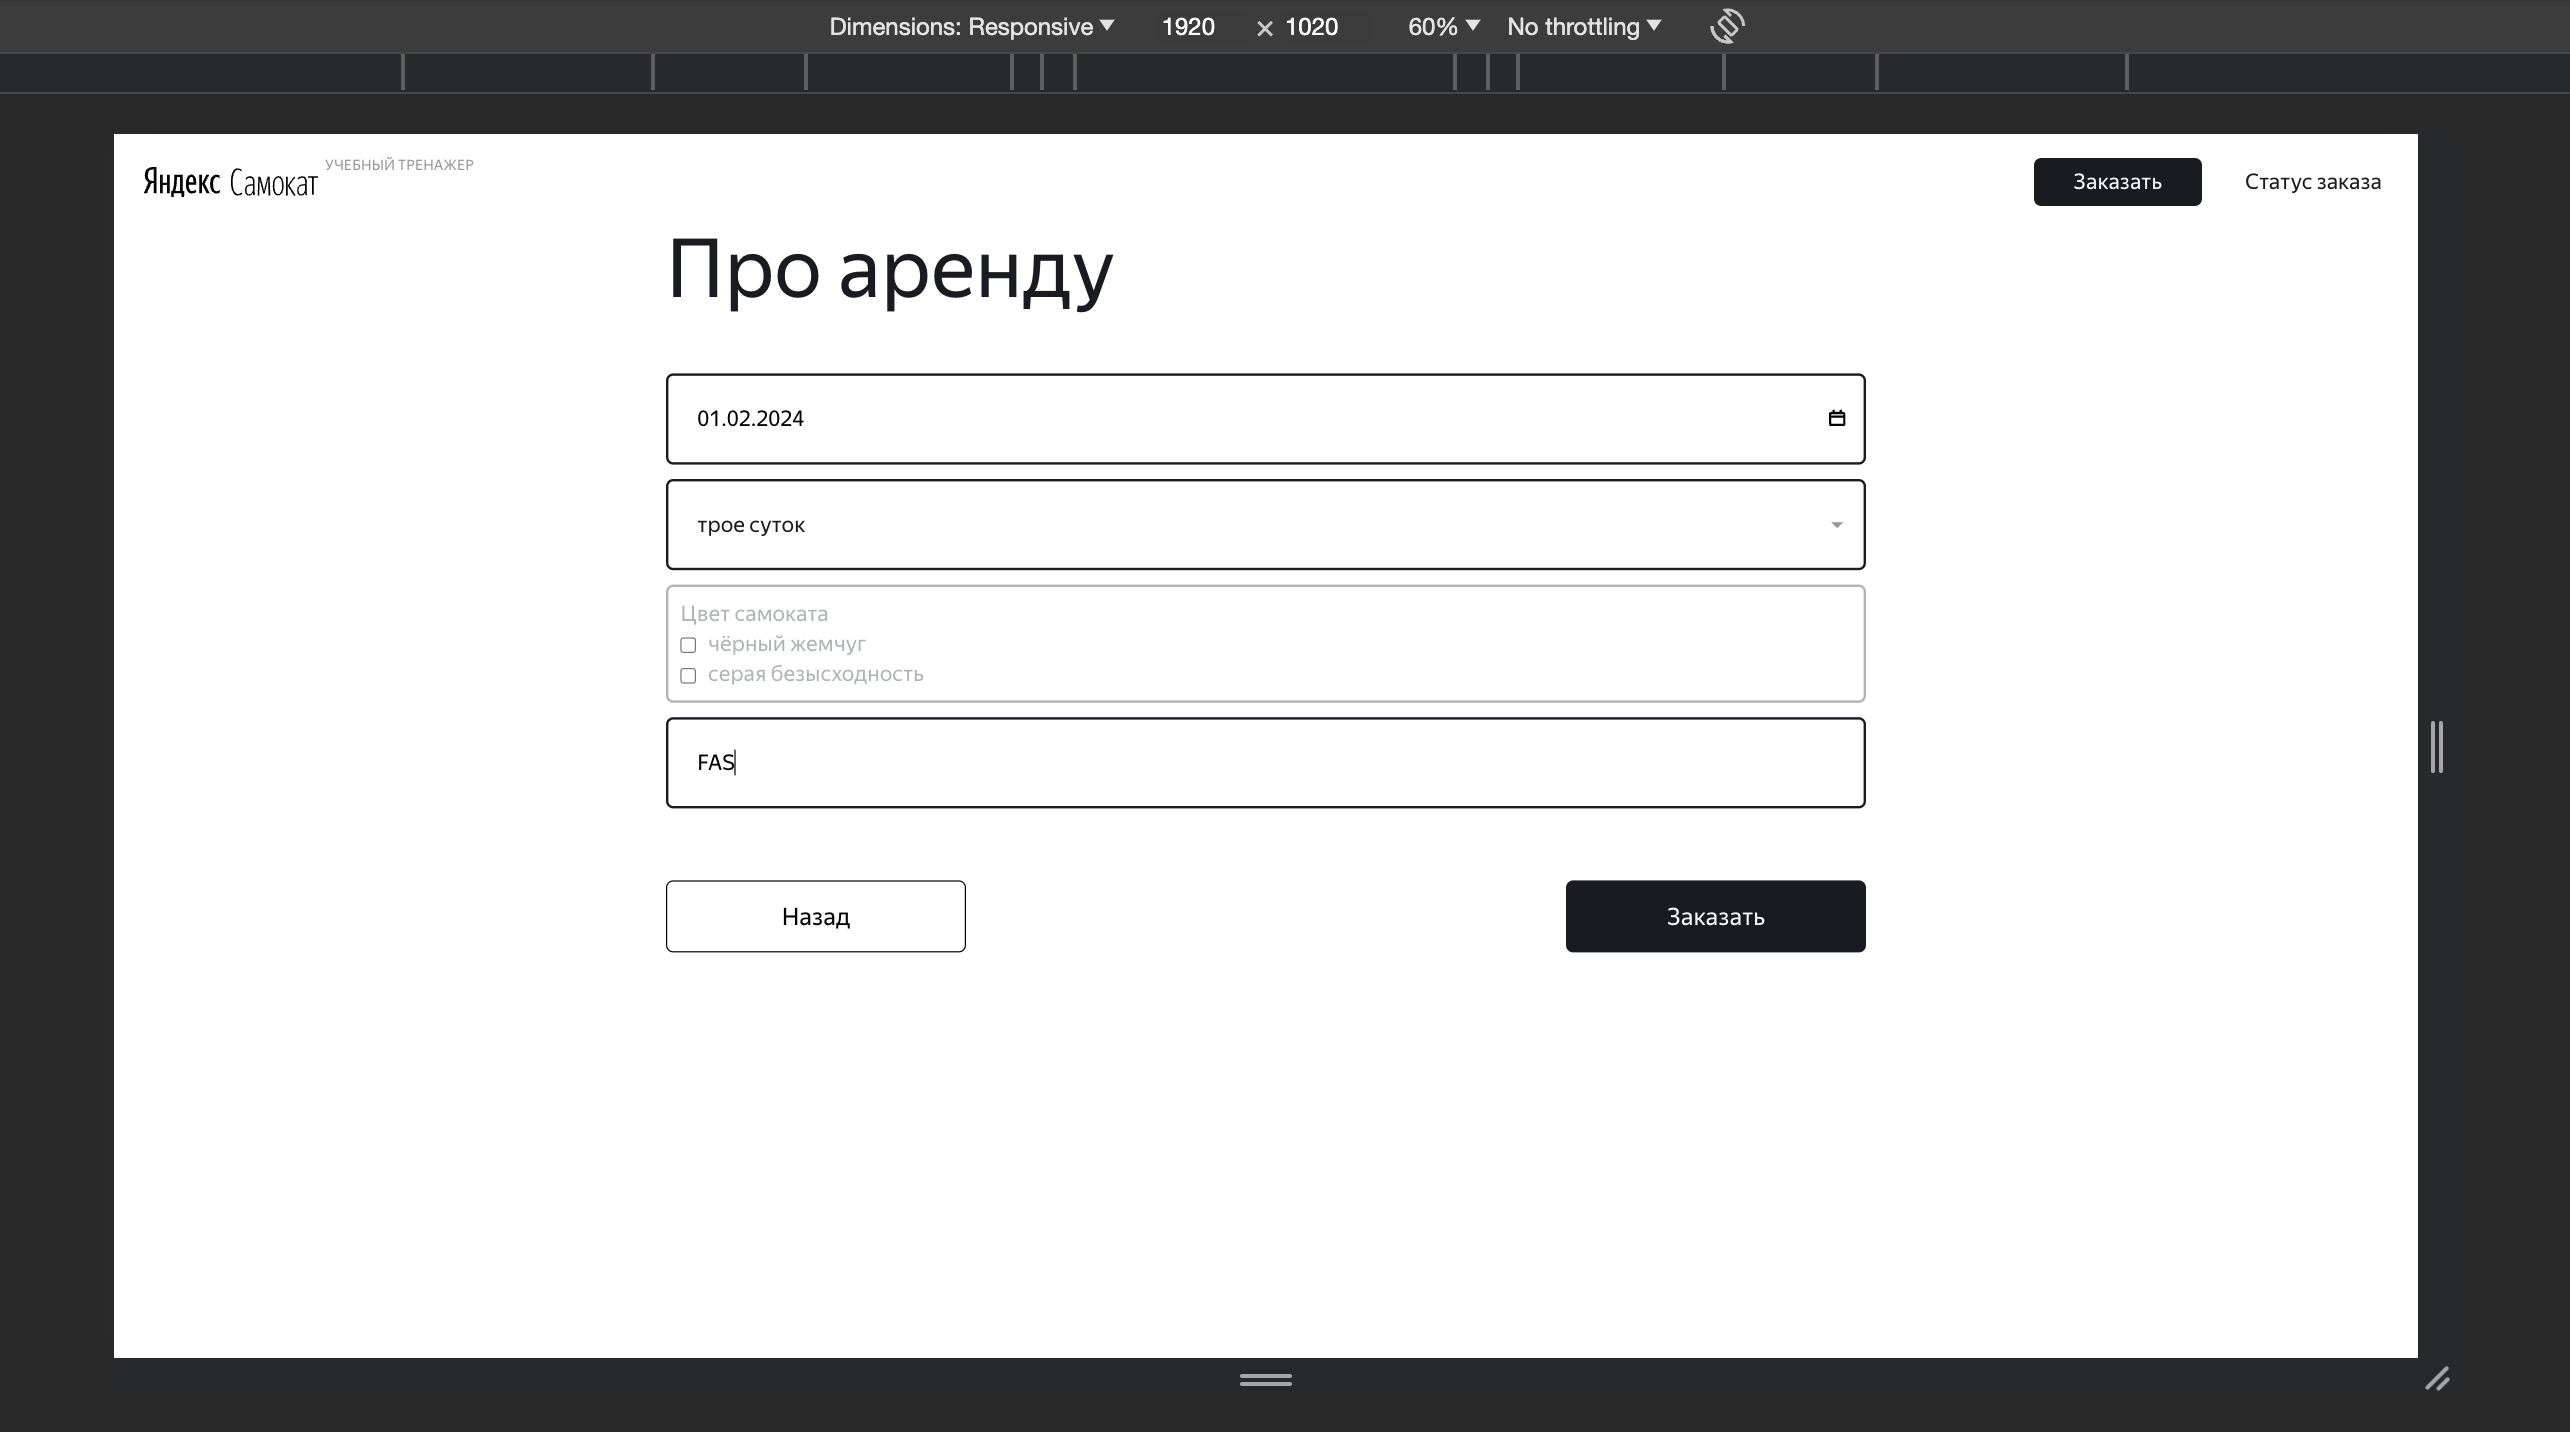 Dimensions: Responsive 1920 × 1020 60% No throttling
Яндекс Самокат УЧЕБНЫЙ ТРЕНАЖЕР Заказать Статус заказа
Про аренду
01.02.2024
трое суток
Цвет самоката
чёрный жемчуг
серая безысходность
FAS
Назад Заказать